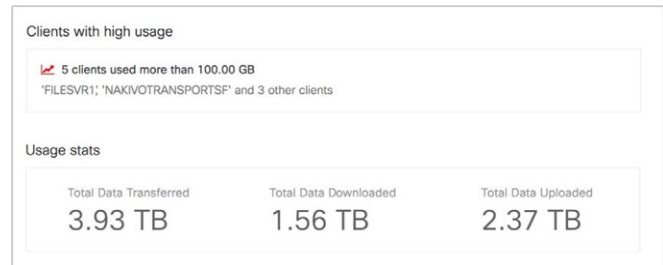 Clients with high usage
5 clients used more than 100.00 GB
'FILESVR1', 'NAKIVOTRANSPORTSF' and 3 other clients
Usage stats
Total Data Transferred
3.93 TB
Total Data Downloaded
1.56 TB
Total Data Uploaded
2.37 TB